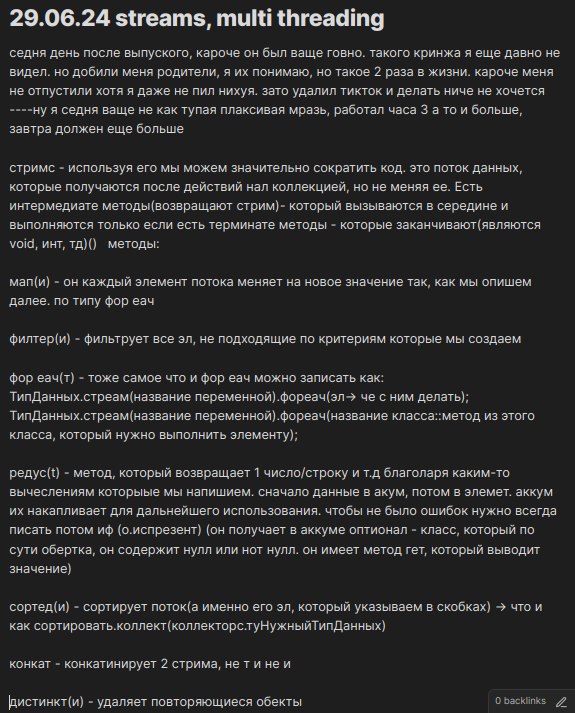 29.06.24 streams, multi threading
седня день после выпуского, кароче он был ваще говно. такого кринжа я еще давно не
видел. но добили меня родители, я их понимаю, но такое 2 раза в жизни. кароче меня
не отпустили хотя я даже не пил нихуя. зато удалил тикток и делать ниче не хочется
----ну я седня ваще не как тупая плаксивая мразь, работал часа 3 а то и больше,
завтра должен еще больше
стримс - используя его мы можем значительно сократить код. это поток данных,
которые получаются после действий нал коллекцией, но не меняя ее. Есть
интермедиате методы(возвращают стрим)- который вызываются в середине и
выполняются только если есть терминате методы - которые заканчивают(являются
void, инт, тд)()   методы:
мап(и) - он каждый элемент потока меняет на новое значение так, как мы опишем
далее. по типу фор еач
филтер(и) - фильтрует все эл, не подходящие по критериям которые мы создаем
фор еач(т) - тоже самое что и фор еач можно записать как:
ТипДанных.стреам(название переменной).фореач(эл-> че с ним делать);
ТипДанных.стреам(название переменной).фореач(название класса::метод из этого
класса, который нужно выполнить элементу);
редус(t) - метод, который возвращает 1 число/строку и т.д благоларя каким-то
вычеслениям которыые мы напишием. сначало данные в акум, потом в элемет. аккум
их накапливает для дальнейшего использования. чтобы не было ошибок нужно всегда
писать потом иф (о.испрезент) (он получает в аккуме оптионал - класс, который по
сути обертка, он содержит нулл или нот нулл. он имеет метод гет, который выводит
значение)
сортед(и) - сортирует поток(а именно его эл, который указываем в скобках) -> что и
как сортировать.коллект(коллекторс.туНужныйТипДанных)
конкат - конкатинирует 2 стрима, не т и не и
дистинкт(и) - удаляет повторяющиеся обекты
0 backlinks